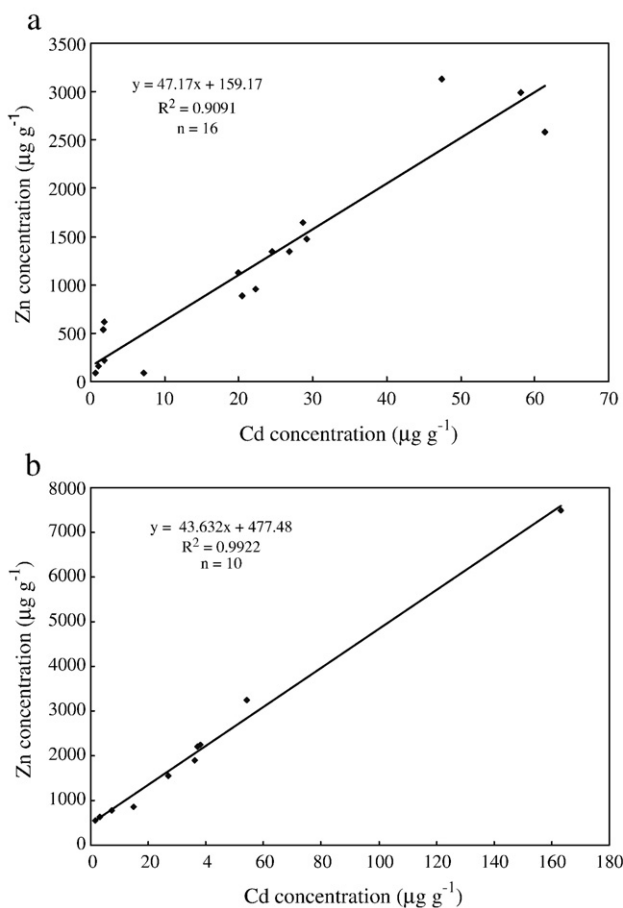 a
3500
3000
2500
2000
1500
1000
500
0
Zn concentration (µg g⁻¹)
y = 47.17x + 159.17
R² = 0.9091
n = 16
0 10 20 30 40 50 60 70
Cd concentration (µg g⁻¹)
b
8000
7000
6000
5000
4000
3000
2000
1000
0
Zn concentration (µg g⁻¹)
y = 43.632x + 477.48
R² = 0.9922
n = 10
0 20 4 60 80 100 120 140 160 180
Cd concentration (µg g⁻¹)